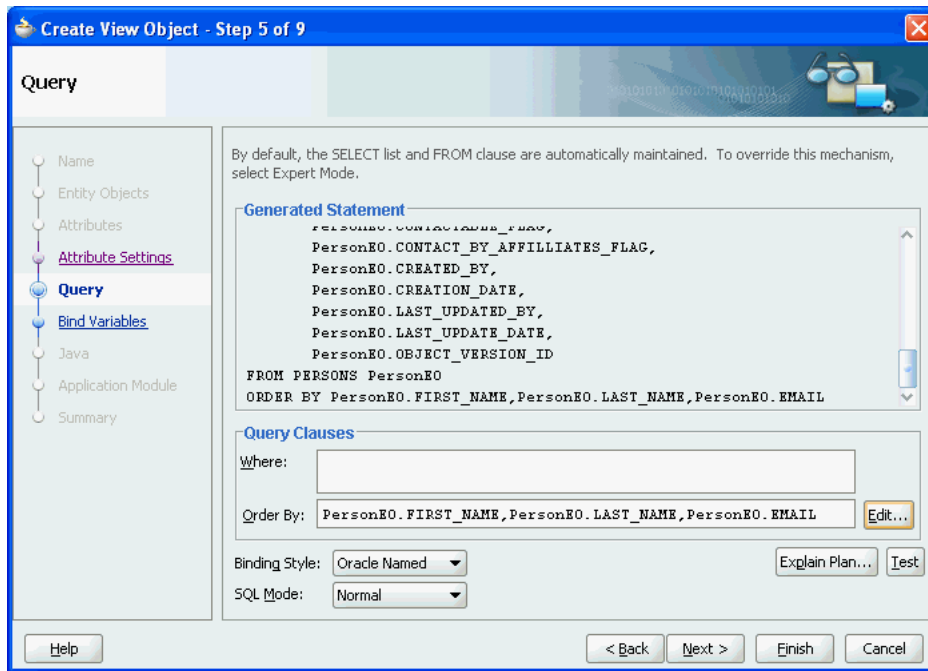 Create View Object - Step 5 of 9
Query
Name
Entity Objects
Attributes
Attribute Settings
Query
Bind Variables
Java
Application Module
Summary
By default, the SELECT list and FROM clause are automatically maintained. To override this mechanism,
select Expert Mode.
Generated Statement
PersonEO.CONTACTABLE_FLAG,
PersonEO.CONTACT_BY_AFFILLIATES_FLAG,
PersonEO.CREATED_BY,
PersonEO.CREATION_DATE,
PersonEO.LAST_UPDATED_BY,
PersonEO.LAST_UPDATE_DATE,
PersonEO.OBJECT_VERSION_ID
FROM PERSONS PersonEO
ORDER BY PersonEO.FIRST_NAME,PersonEO.LAST_NAME,PersonEO.EMAIL
Query Clauses
Where:
Order By: PersonEO.FIRST_NAME,PersonEO.LAST_NAME,PersonEO.EMAIL Edit...
Binding Style: Oracle Named Explain Plan... Test
SQL Mode: Normal
Help < Back Next > Finish Cancel